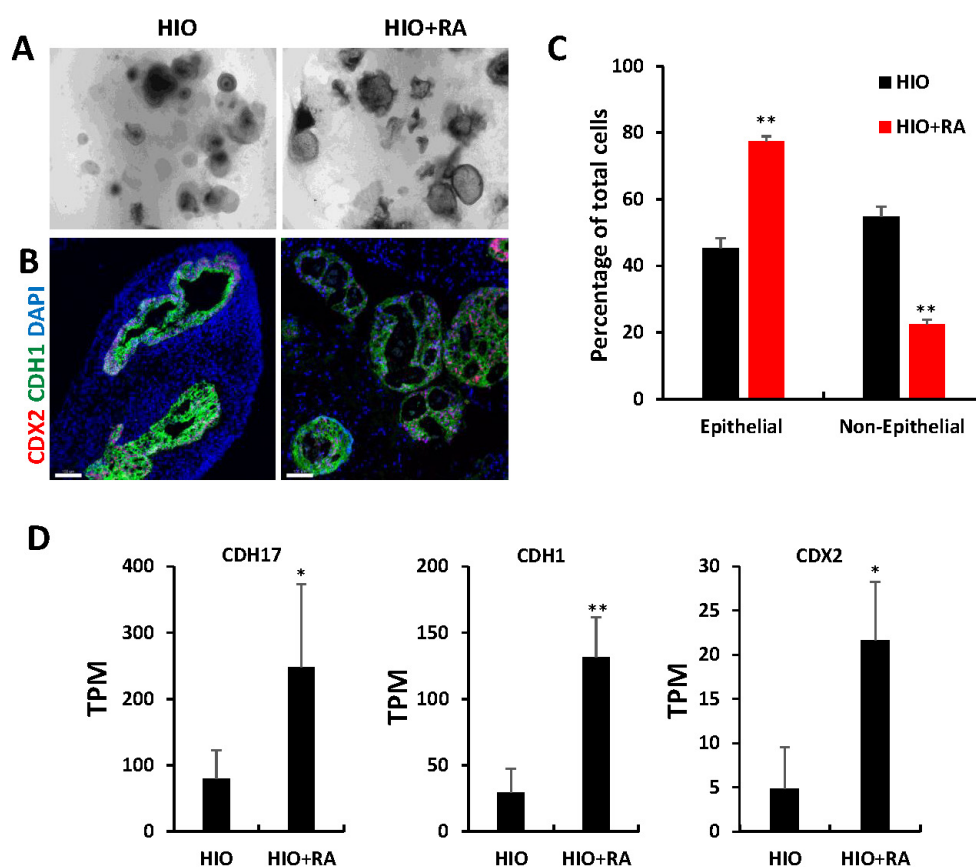 HIO HIO+RA
A
B
CDX2 CDH1 DAPI
C
Percentage of total cells
100
80
60
40
20
0
HIO
HIO+RA
**
**
Epithelial Non-Epithelial
D
CDH17
TPM
400
300
200
100
0
*
HIO HIO+RA
CDH1
TPM
200
150
100
50
0
**
HIO HIO+RA
CDX2
TPM
30
25
20
15
10
5
0
*
HIO HIO+RA